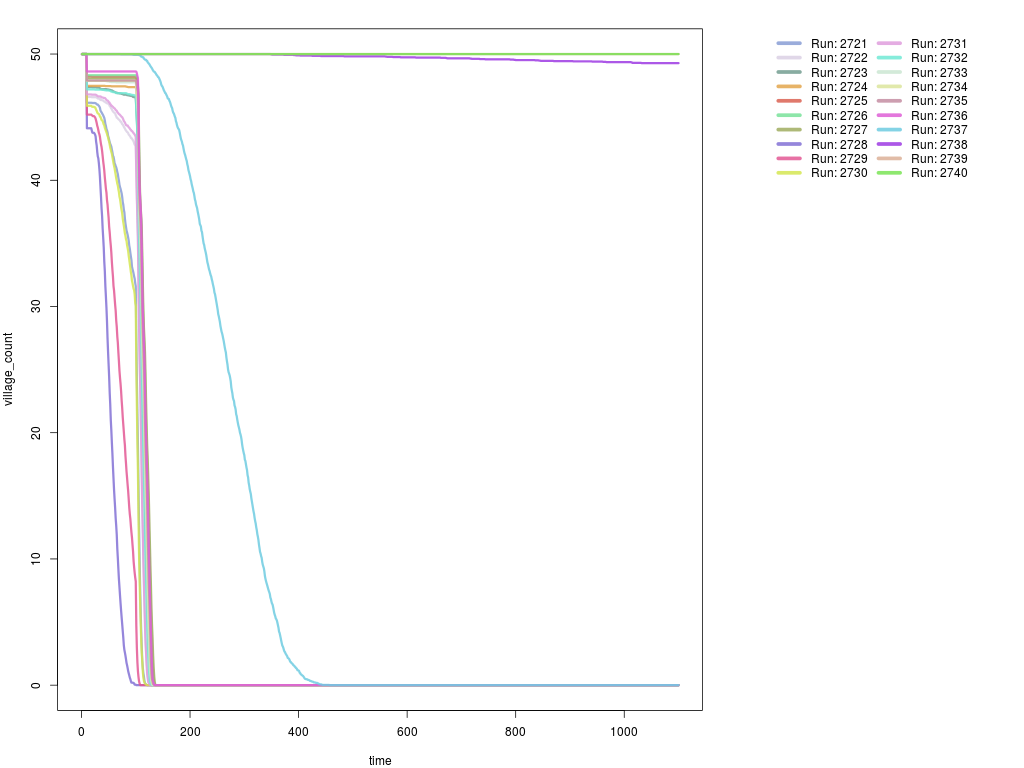 50
40
30
20
10
0
village_count
0 200 400 600 800 1000
time
Run: 2721 Run: 2731
Run: 2722 Run: 2732
Run: 2723 Run: 2733
Run: 2724 Run: 2734
Run: 2725 Run: 2735
Run: 2726 Run: 2736
Run: 2727 Run: 2737
Run: 2728 Run: 2738
Run: 2729 Run: 2739
Run: 2730 Run: 2740